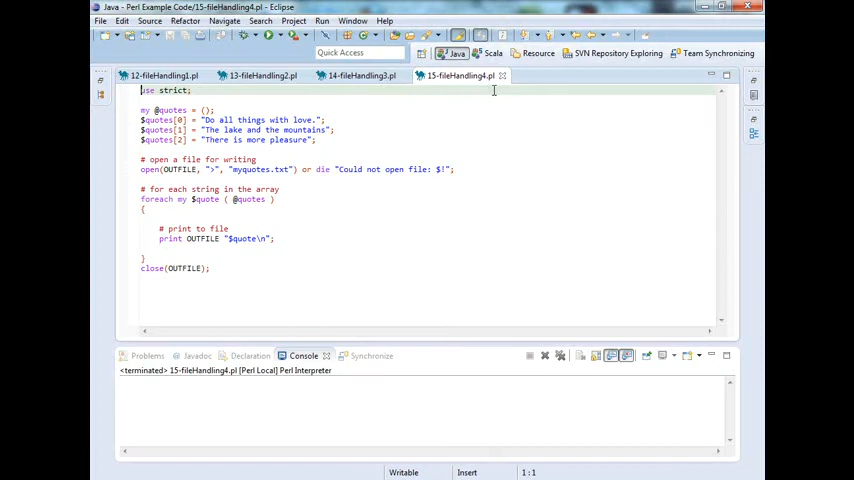 Java - Perl Example Code/15-fileHandling4.pl - Eclipse
File Edit Source Refactor Navigate Search Project Run Window Help
Quick Access
Java Scala Resource SVN Repository Exploring Team Synchronizing
12-fileHandling1.pl 13-fileHandling2.pl 14-fileHandling3.pl 15-fileHandling4.pl
use strict;
my @quotes = ();
$quotes[0] = "Do all things with love.";
$quotes[1] = "The lake and the mountains";
$quotes[2] = "There is more pleasure";
# open a file for writing
open(OUTFILE, ">", "myquotes.txt") or die "Could not open file: $!";
# for each string in the array
foreach my $quote ( @quotes )
{
# print to file
print OUTFILE "$quote\n";
}
close(OUTFILE);
Problems Javadoc Declaration Console Synchronize
<terminated> 15-fileHandling4.pl [Perl Local] Perl Interpreter
Writable Insert 1:1